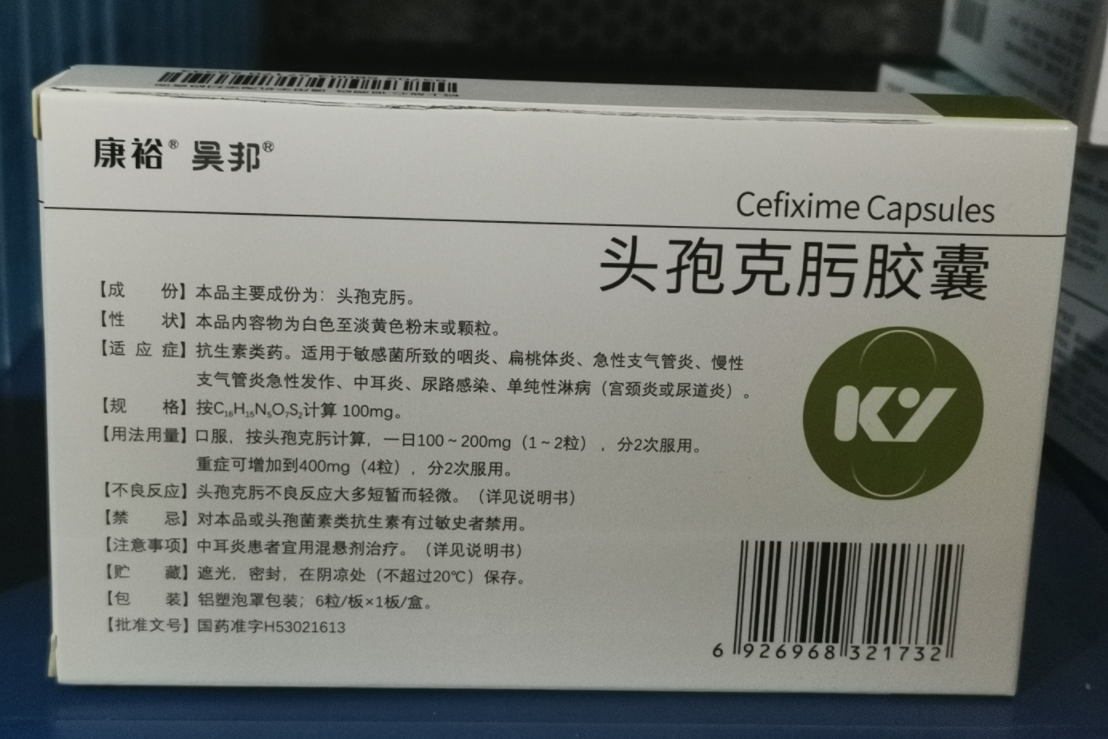 康裕® 昊邦®
Cefixime Capsules
头孢克肟胶囊
【成 份】本品主要成份为：头孢克肟。
【性 状】本品内容物为白色至淡黄色粉末或颗粒。
【适 应 症】抗生素类药。适用于敏感菌所致的咽炎、扁桃体炎、急性支气管炎、慢性
支气管炎急性发作、中耳炎、尿路感染、单纯性淋病（宫颈炎或尿道炎）。
【规 格】按C₁₆H₁₅N₅O₇S₂计算 100mg。
【用法用量】口服，按头孢克肟计算，一日100～200mg（1～2粒），分2次服用。
重症可增加到400mg（4粒），分2次服用。
【不良反应】头孢克肟不良反应大多短暂而轻微。（详见说明书）
【禁 忌】对本品或头孢菌素类抗生素有过敏史者禁用。
【注意事项】中耳炎患者宜用混悬剂治疗。（详见说明书）
【贮 藏】遮光，密封，在阴凉处（不超过20℃）保存。
【包 装】铝塑泡罩包装；6粒/板×1板/盒。
【批准文号】国药准字H53021613
KY
6 926968 321732